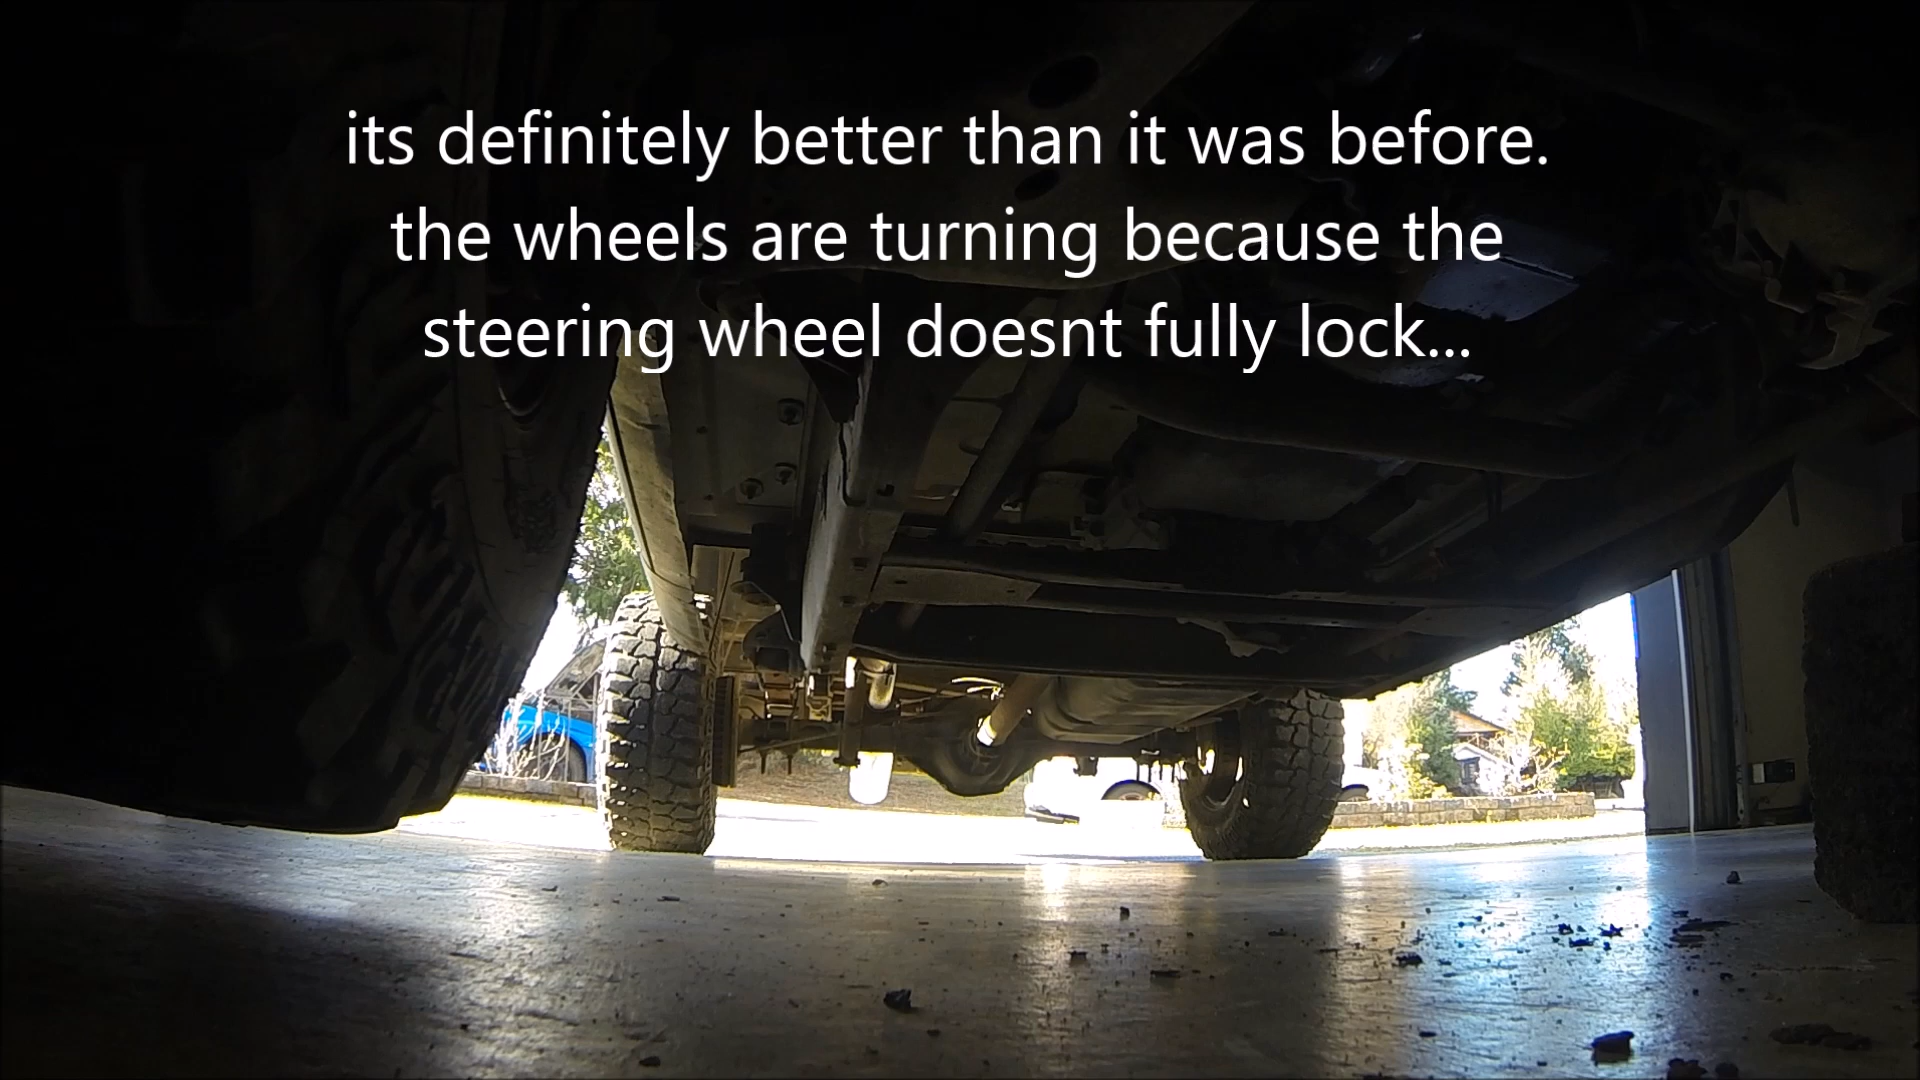 its definitely better than it was before.
the wheels are turning because the
steering wheel doesnt fully lock...